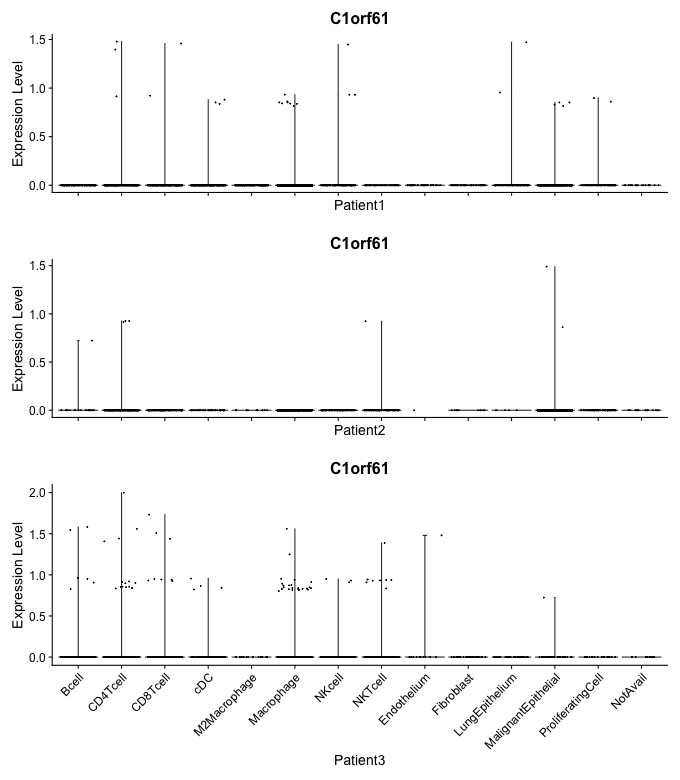 C1orf61
Expression Level
1.5
1.0
0.5
0.0
Patient1
C1orf61
Expression Level
1.5
1.0
0.5
0.0
Patient2
C1orf61
Expression Level
2.0
1.5
1.0
0.5
0.0
Bcell
CD4Tcell
CD8Tcell
cDC
M2Macrophage
Macrophage
NKcell
NKTcell
Endothelium
Fibroblast
LungEpithelium
MalignantEpithelial
ProliferatingCell
NotAvail
Patient3